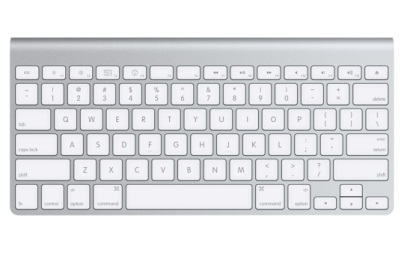 esc
~ ! @ # $ % ^ & * ( ) _ +
` 1 2 3 4 5 6 7 8 9 0 - = delete
tab Q W E R T Y U I O P { } |
[ ] \
caps lock A S D F G H J K L : " return
; '
shift Z X C V B N M < > ? shift
, . /
fn control option command command option